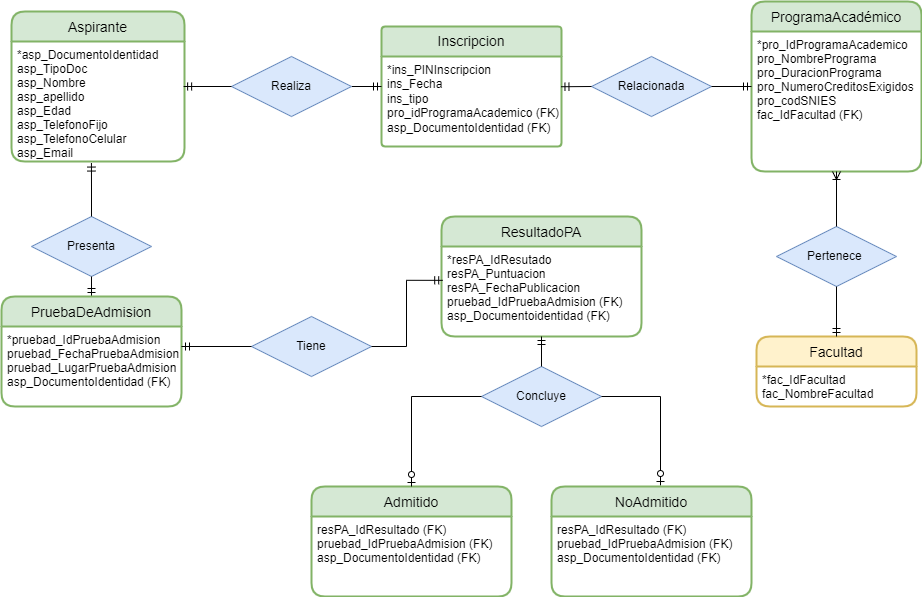 Aspirante
*asp_DocumentoIdentidad
asp_TipoDoc
asp_Nombre
asp_apellido
asp_Edad
asp_TelefonoFijo
asp_TelefonoCelular
asp_Email
Realiza
Inscripcion
*ins_PINInscripcion
ins_Fecha
ins_tipo
pro_idProgramaAcademico (FK)
asp_DocumentoIdentidad (FK)
Relacionada
ProgramaAcadémico
*pro_IdProgramaAcademico
pro_NombrePrograma
pro_DuracionPrograma
pro_NumeroCreditosExigidos
pro_codSNIES
fac_IdFacultad (FK)
Presenta
ResultadoPA
*resPA_IdResutado
resPA_Puntuacion
resPA_FechaPublicacion
pruebad_IdPruebaAdmision (FK)
asp_Documentoidentidad (FK)
Pertenece
PruebaDeAdmision
*pruebad_IdPruebaAdmision
pruebad_FechaPruebaAdmision
pruebad_LugarPruebaAdmision
asp_DocumentoIdentidad (FK)
Tiene
Facultad
*fac_IdFacultad
fac_NombreFacultad
Concluye
Admitido
resPA_IdResultado (FK)
pruebad_IdPruebaAdmision (FK)
asp_DocumentoIdentidad (FK)
NoAdmitido
resPA_IdResultado (FK)
pruebad_IdPruebaAdmision (FK)
asp_DocumentoIdentidad (FK)